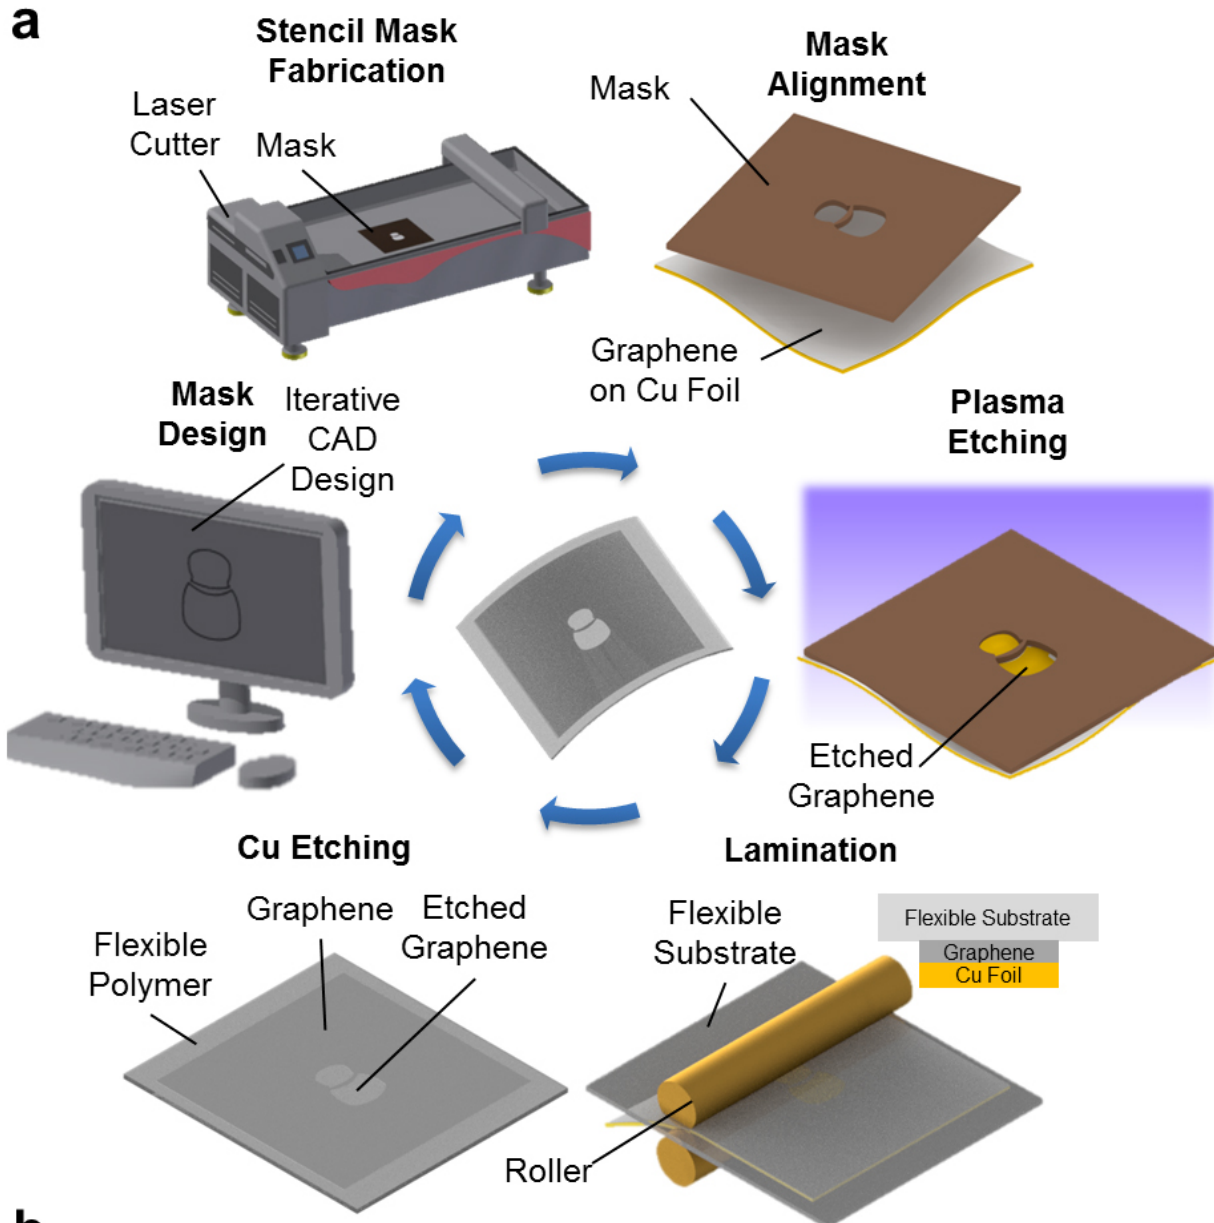 a
Stencil Mask
Fabrication
Laser
Cutter
Mask
Mask
Alignment
Mask
Graphene
on Cu Foil
Mask
Design
Iterative
CAD
Design
Plasma
Etching
Etched
Graphene
Cu Etching
Graphene
Etched
Graphene
Flexible
Polymer
Lamination
Flexible
Substrate
Flexible Substrate
Graphene
Cu Foil
Roller